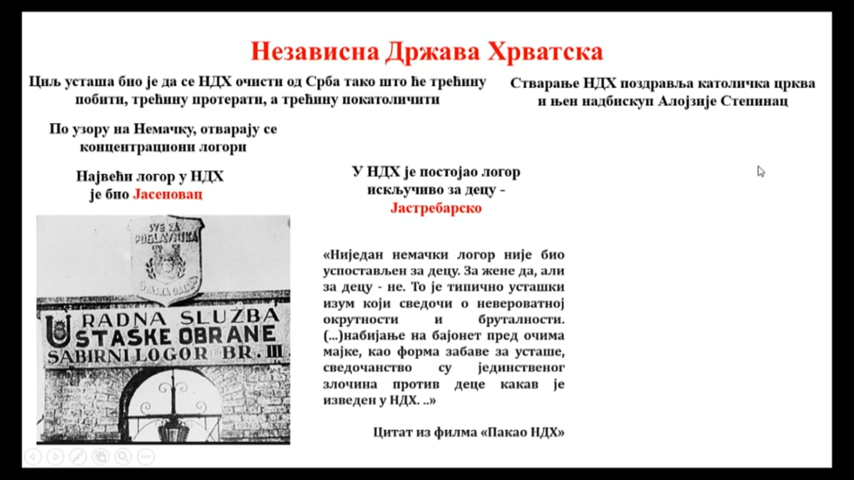 Независна Држава Хрватска
Циљ усташа био је да се НДХ очисти од Срба тако што ће трећину
побити, трећину протерати, а трећину покатоличити
Стварање НДХ поздравља католичка црква
и њен надбискуп Алојзије Степинац
По узору на Немачку, отварају се
концентрациони логори
Највећи логор у НДХ
је био Јасеновац
У НДХ је постојао логор
искључиво за децу -
Јастребарско
«Ниједан немачки логор није био
успостављен за децу. За жене да, али
за децу - не. То је типично усташки
изум који сведочи о невероватној
окрутности и бруталности.
(...)набијање на бајонет пред очима
мајке, као форма забаве за усташе,
сведочанство су јединственог
злочина против деце какав је
изведен у НДХ. ..»
Цитат из филма «Пакао НДХ»
SVE ZA
POGLAVNIKA
RADNA SLUŽBA
USTAŠKE OBRANE
SABIRNI LOGOR BR. III